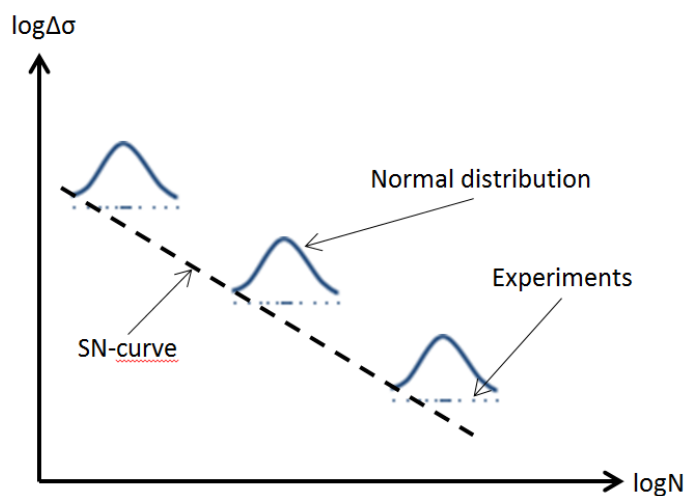 logΔσ
Normal distribution
Experiments
SN-curve
logN